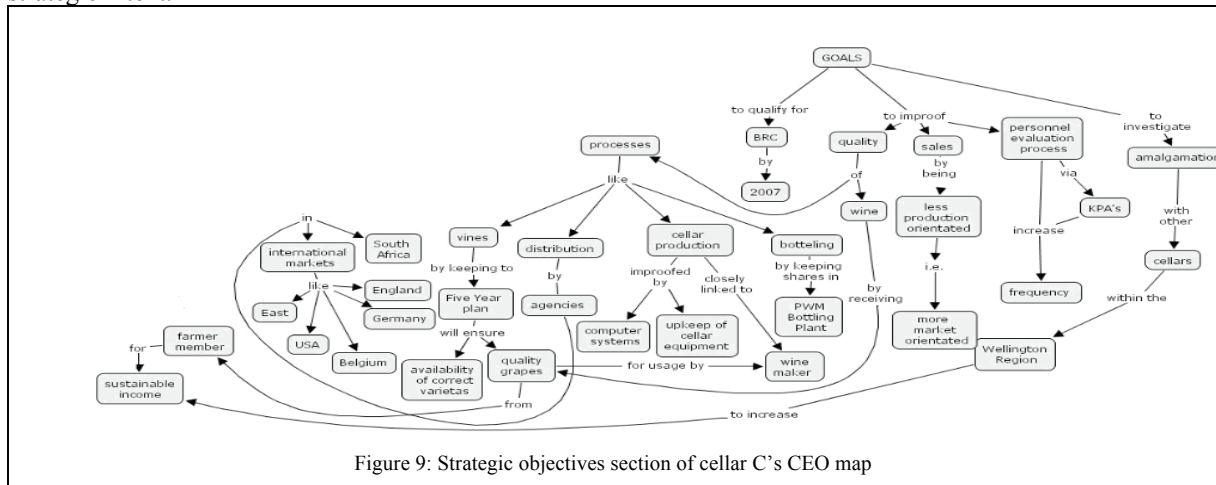 GOALS
to qualify for
to improof
to
investigate
BRC
by
2007
quality
of
wine
by
receiving
sales
by
being
less
production
orientated
i.e.
more
market
orientated
personnel
evaluation
process
via
KPA's
increase
frequency
amalgamation
with
other
cellars
within the
Wellington
Region
to increase
processes
like
vines
by keeping to
Five Year
plan
will ensure
availability
of correct
varietas
quality
grapes
for usage by
from
distribution
by
agencies
cellar
production
improofed
by
closely
linked to
computer
systems
upkeep of
cellar
equipment
wine
maker
botteling
by keeping
shares in
PWM
Bottling
Plant
in
international
markets
South
Africa
like
East
USA
Belgium
Germany
England
farmer
member
for
sustainable
income
Figure 9: Strategic objectives section of cellar C's CEO map